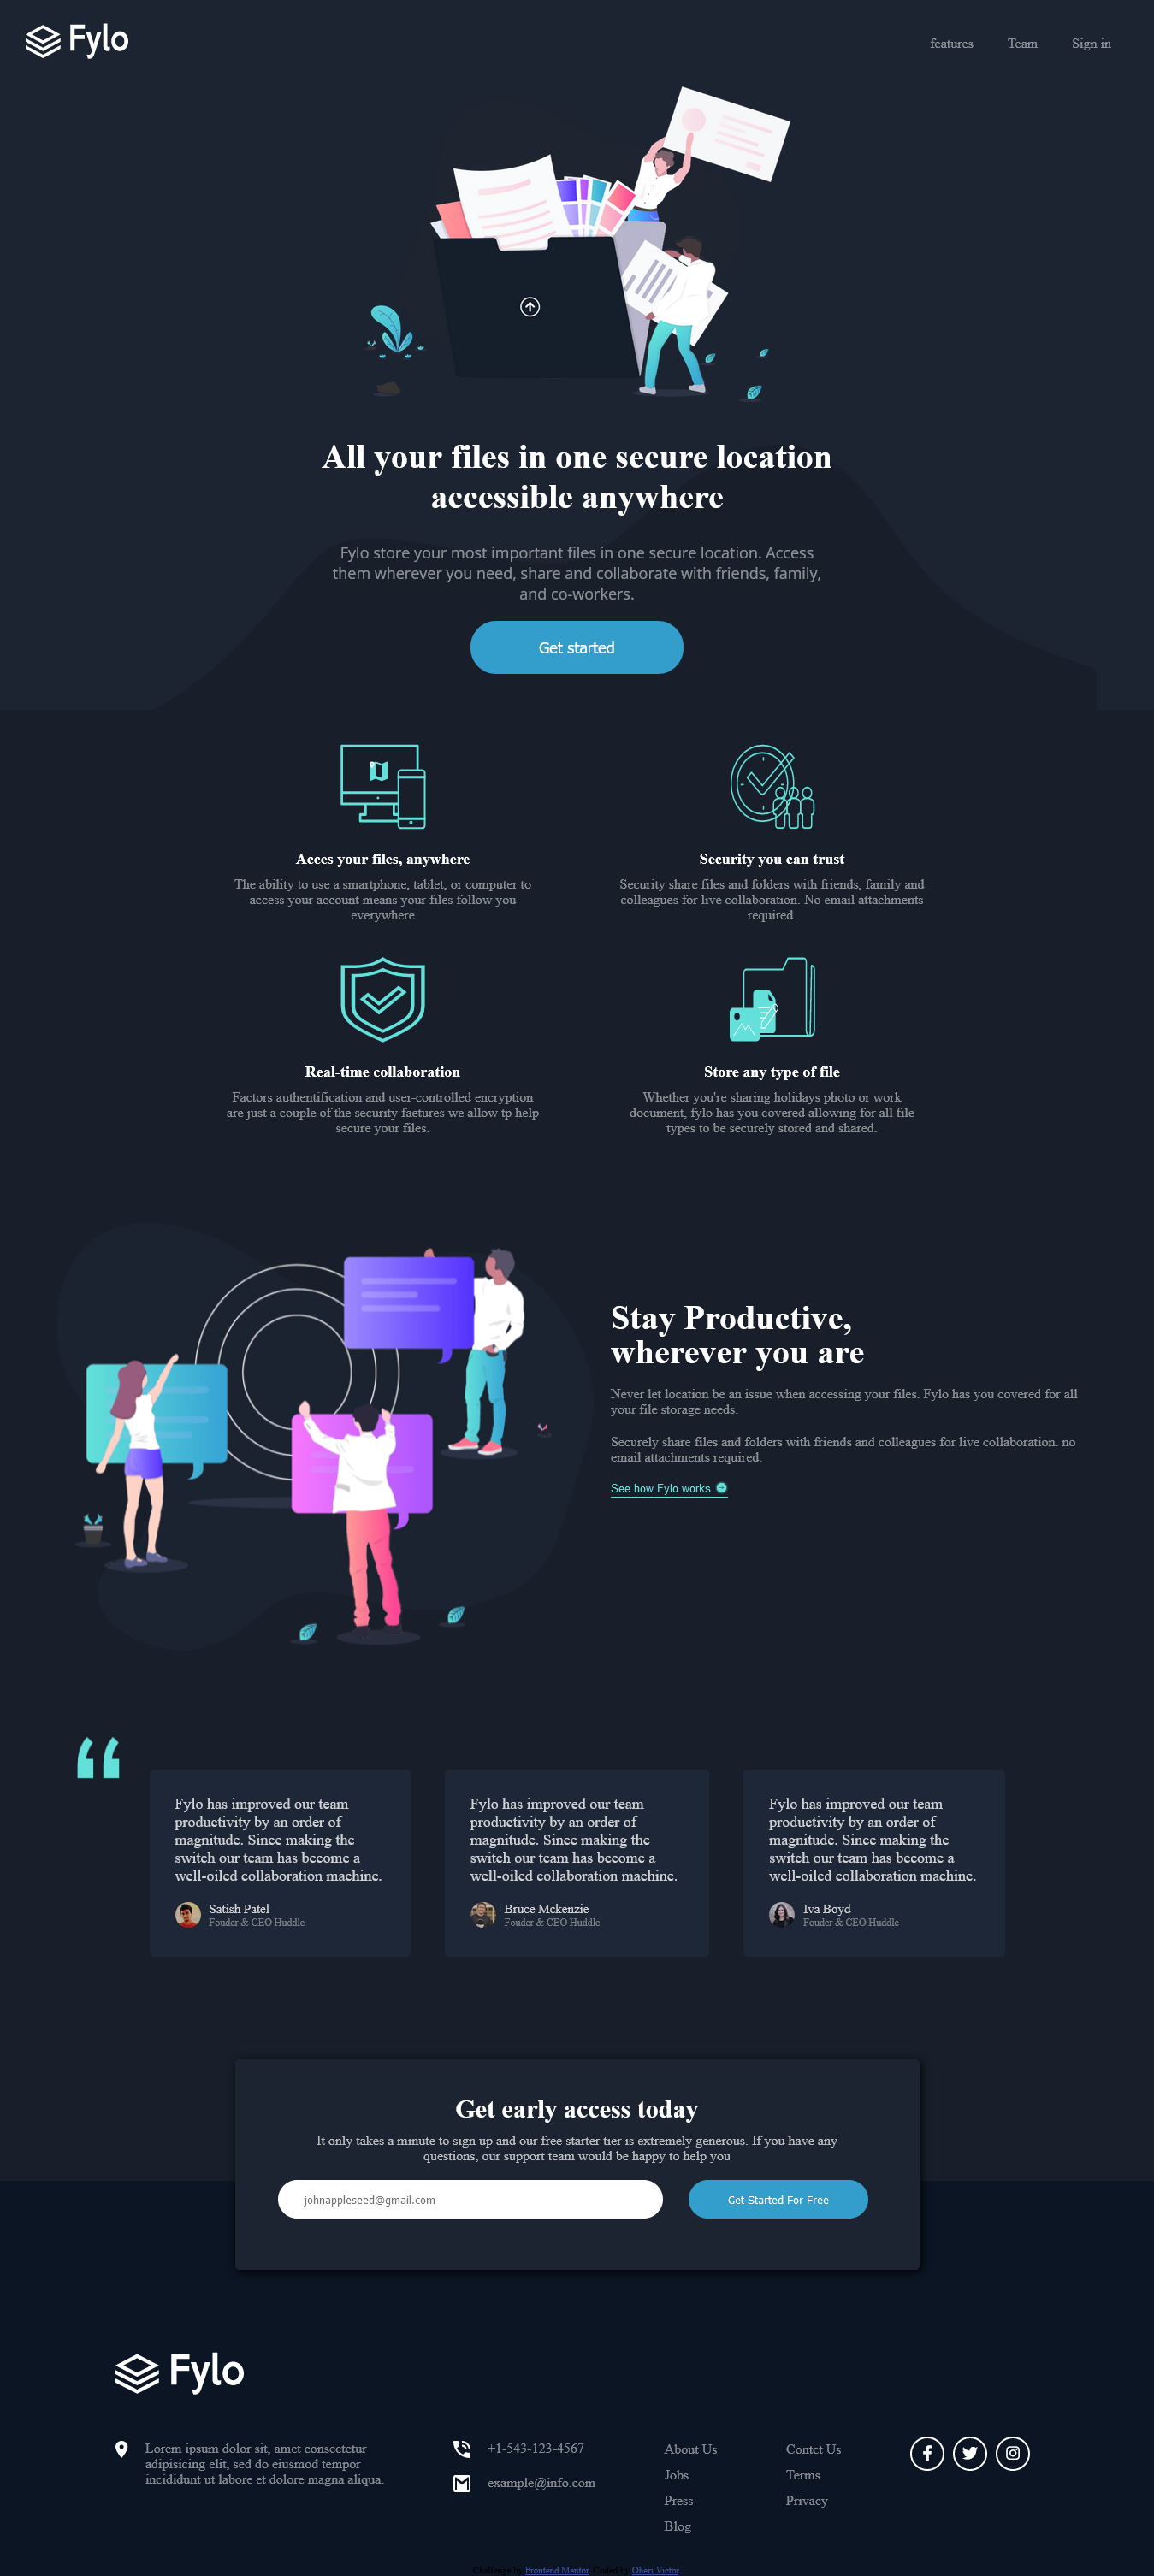 Fylo
features Team Sign in
All your files in one secure location
accessible anywhere
Fylo store your most important files in one secure location. Access
them wherever you need, share and collaborate with friends, family,
and co-workers.
Get started
Acces your files, anywhere
The ability to use a smartphone, tablet, or computer to
access your account means your files follow you
everywhere
Security you can trust
Security share files and folders with friends, family and
colleagues for live collaboration. No email attachments
required.
Real-time collaboration
Factors authentification and user-controlled encryption
are just a couple of the security faetures we allow tp help
secure your files.
Store any type of file
Whether you're sharing holidays photo or work
document, fylo has you covered allowing for all file
types to be securely stored and shared.
Stay Productive,
wherever you are
Never let location be an issue when accessing your files. Fylo has you covered for all
your file storage needs.
Securely share files and folders with friends and colleagues for live collaboration. no
email attachments required.
See how Fylo works
Fylo has improved our team
productivity by an order of
magnitude. Since making the
switch our team has become a
well-oiled collaboration machine.
Satish Patel
Fouder & CEO Huddle
Fylo has improved our team
productivity by an order of
magnitude. Since making the
switch our team has become a
well-oiled collaboration machine.
Bruce Mckenzie
Fouder & CEO Huddle
Fylo has improved our team
productivity by an order of
magnitude. Since making the
switch our team has become a
well-oiled collaboration machine.
Iva Boyd
Fouder & CEO Huddle
Get early access today
It only takes a minute to sign up and our free starter tier is extremely generous. If you have any
questions, our support team would be happy to help you
johnappleseed@gmail.com
Get Started For Free
Fylo
Lorem ipsum dolor sit, amet consectetur
adipisicing elit, sed do eiusmod tempor
incididunt ut labore et dolore magna aliqua.
+1-543-123-4567
example@info.com
About Us
Jobs
Press
Blog
Contct Us
Terms
Privacy
Challenge by Frontend Mentor. Coded by Oheri Victor